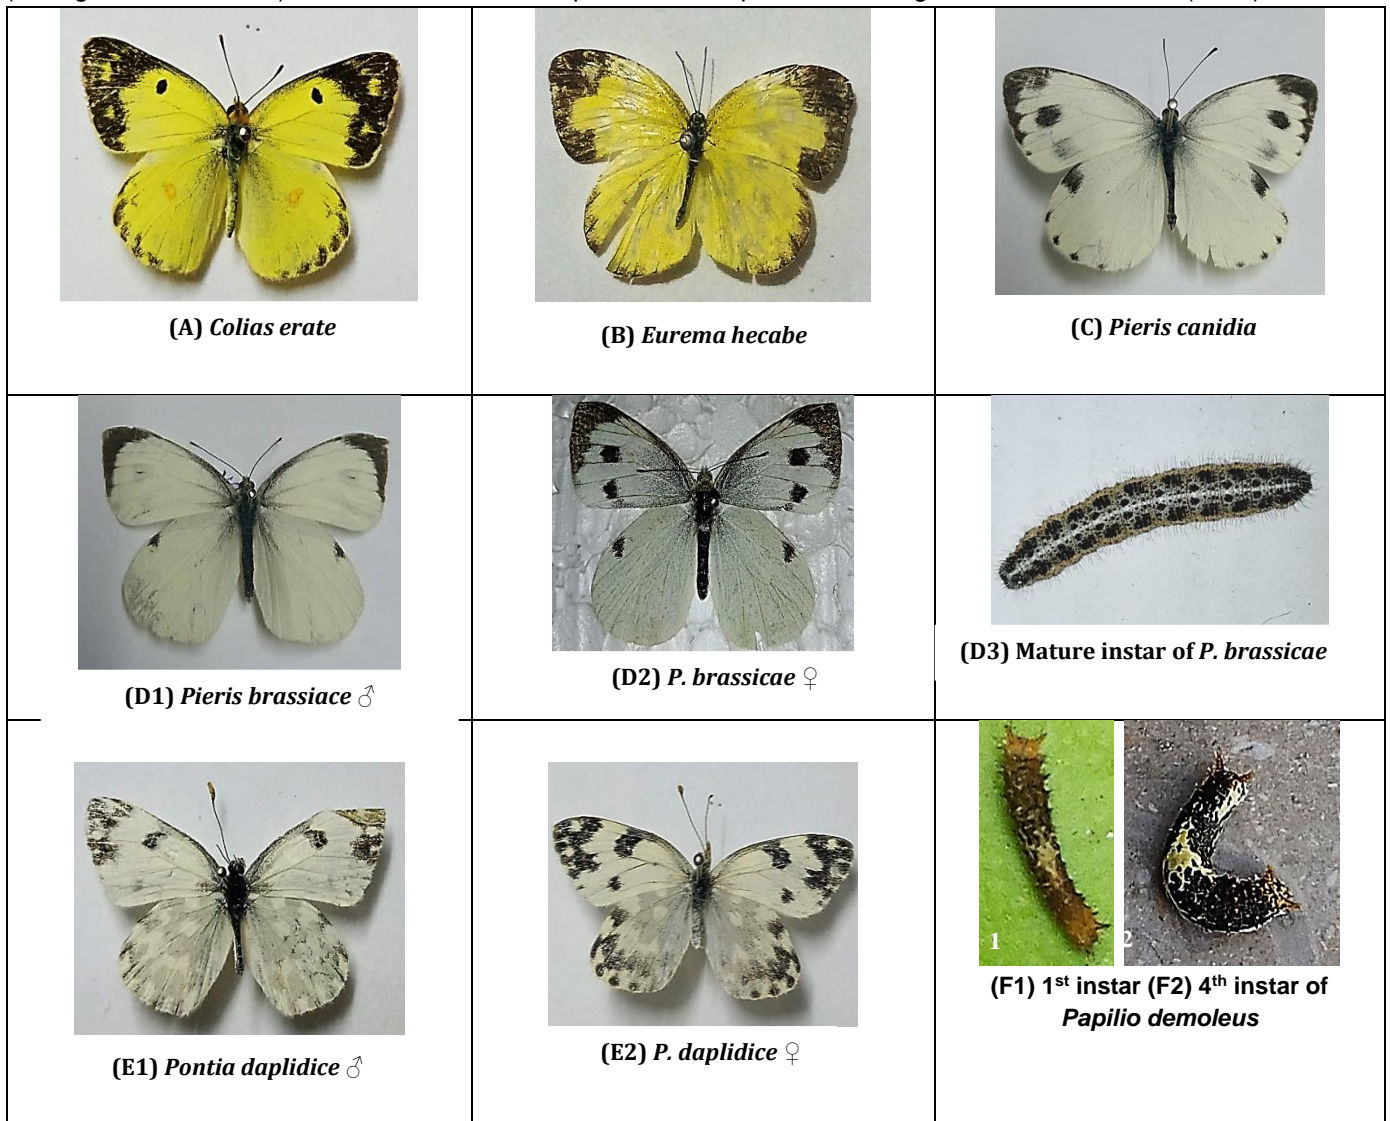 (A) Colias erate
(B) Eurema hecabe
(C) Pieris canidia
(D1) Pieris brassiace ♂
(D2) P. brassicae ♀
(D3) Mature instar of P. brassicae
(E1) Pontia daplidice ♂
(E2) P. daplidice ♀
1
2
(F1) 1st instar (F2) 4th instar of
Papilio demoleus